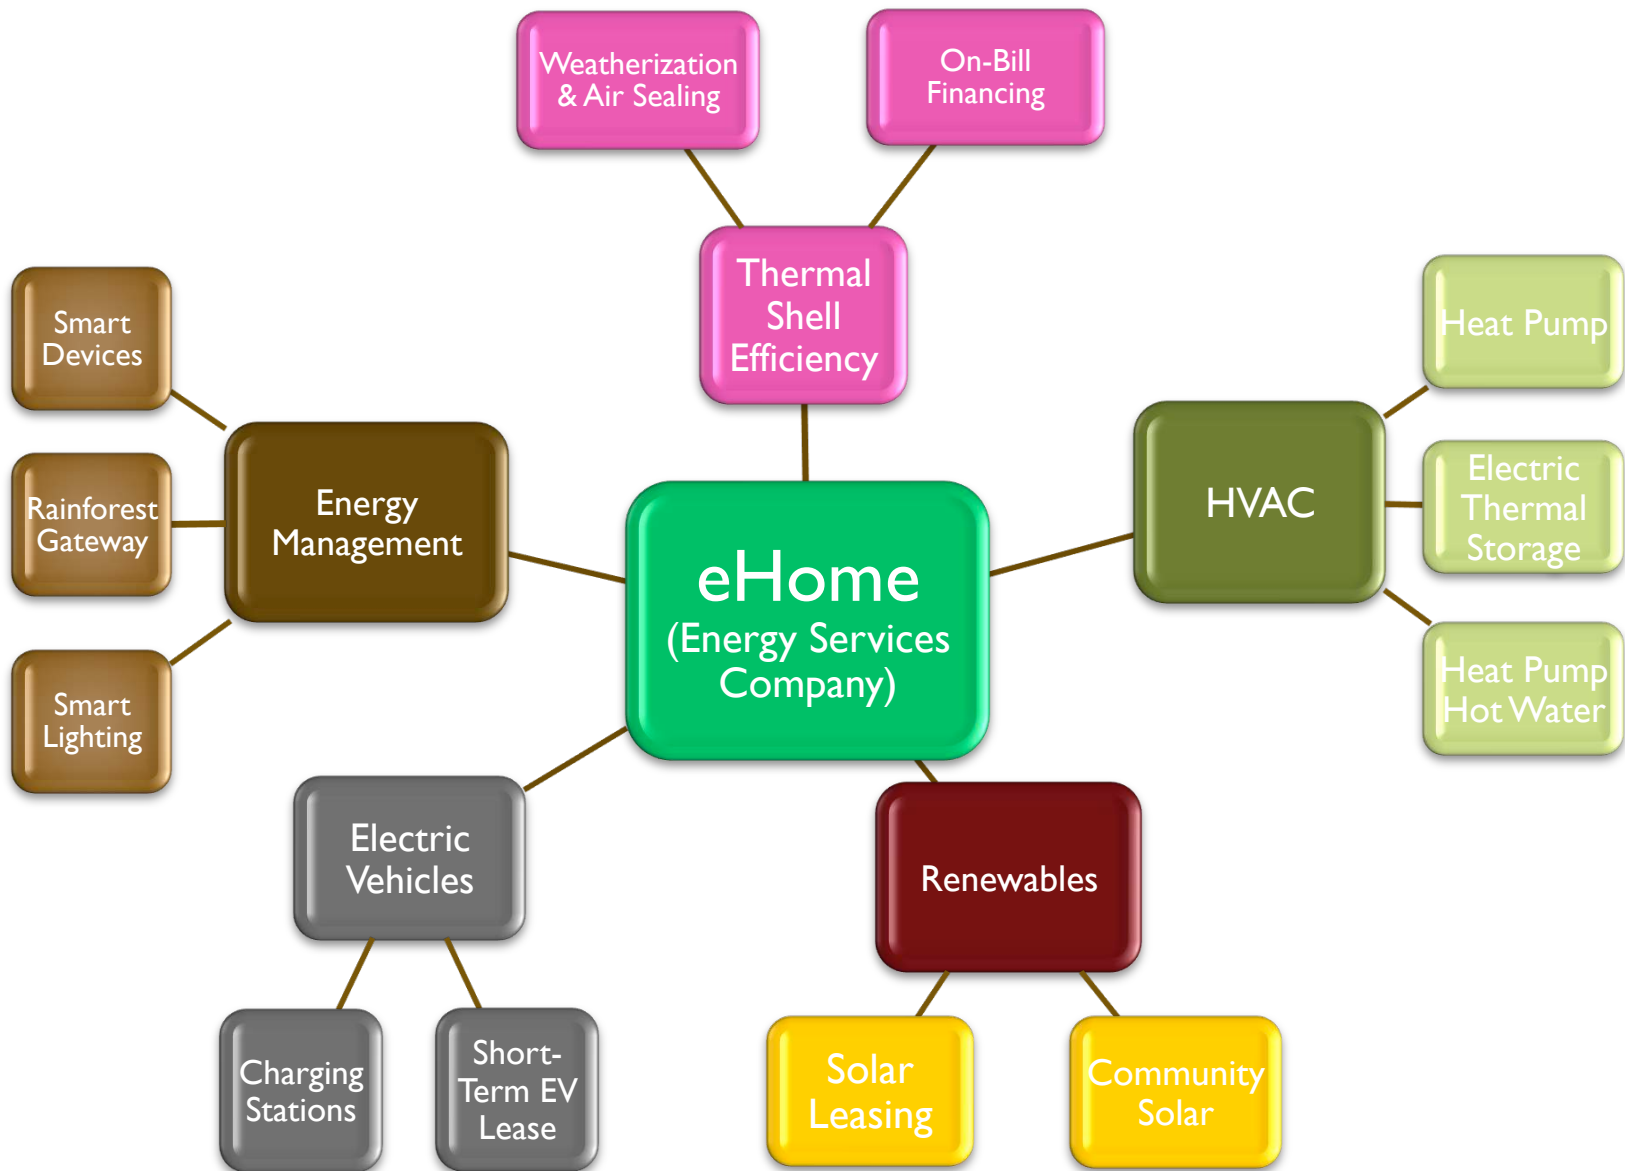 Weatherization
& Air Sealing
On-Bill
Financing
Thermal
Shell
Efficiency
Smart
Devices
Rainforest
Gateway
Smart
Lighting
Energy
Management
eHome
(Energy Services
Company)
HVAC
Heat Pump
Electric
Thermal
Storage
Heat Pump
Hot Water
Electric
Vehicles
Charging
Stations
Short-
Term EV
Lease
Renewables
Solar
Leasing
Community
Solar